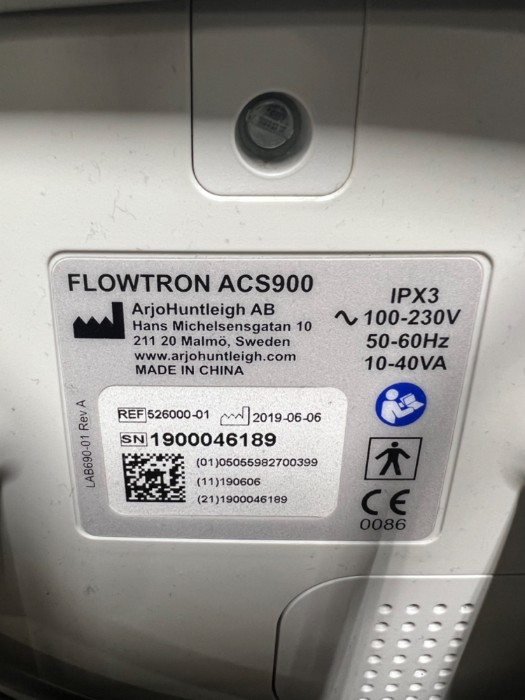 FLOWTRON ACS900
ArjoHuntleigh AB
Hans Michelsensgatan 10
211 20 Malmö, Sweden
www.arjohuntleigh.com
MADE IN CHINA
IPX3
100-230V
50-60Hz
10-40VA
LAB690-01 Rev A
REF 526000-01 2019-06-06
SN 1900046189
(01)05055982700399
(11)190606
(21)1900046189
CE
0086